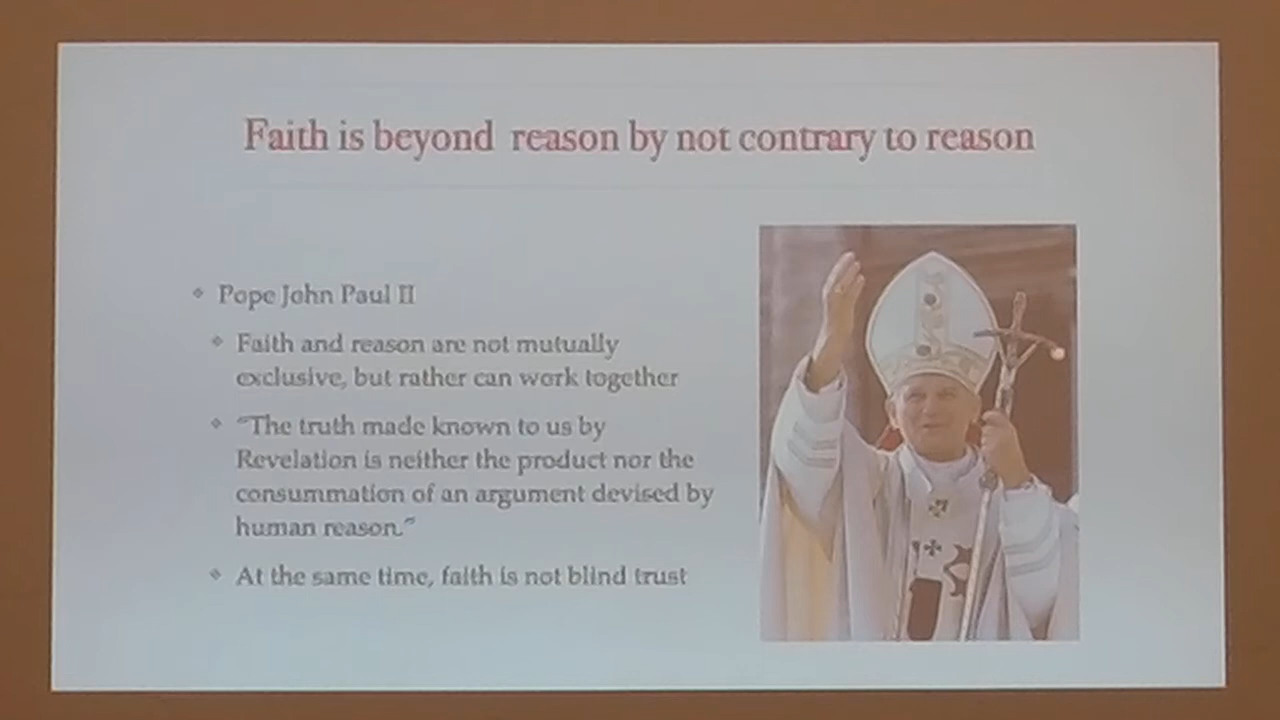 Faith is beyond reason by not contrary to reason
Pope John Paul II
Faith and reason are not mutually
exclusive, but rather can work together
"The truth made known to us by
Revelation is neither the product nor the
consummation of an argument devised by
human reason."
At the same time, faith is not blind trust